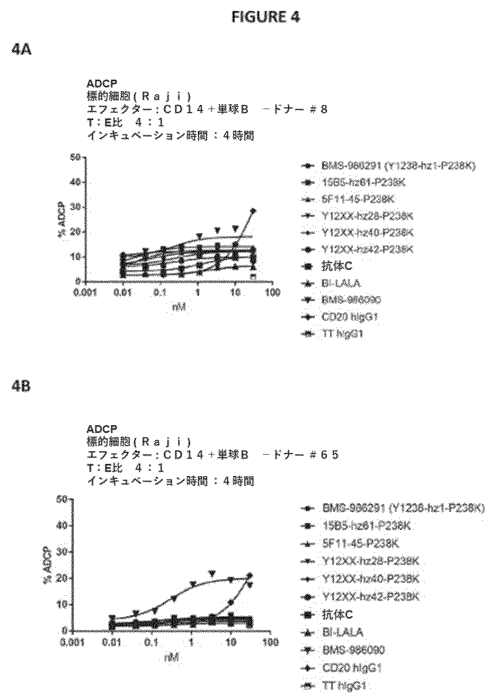 FIGURE 4
4A
ADCP
標的細胞(Ｒａｊｉ)
エフェクター：ＣＤ１４＋単球Ｂ －ドナー ＃８
Ｔ：Ｅ比 ４：１
インキュベーション時間：４時間
% ADCP
50
40
30
20
10
0
0.001 0.01 0.1 1 10 100
nM
BMS-986291 (Y1238-hz1-P238K)
15B5-hz61-P238K
5F11-45-P238K
Y12XX-hz28-P238K
Y12XX-hz40-P238K
Y12XX-hz42-P238K
抗体C
BI-LALA
BMS-986090
CD20 hIgG1
TT hIgG1
4B
ADCP
標的細胞(Ｒａｊｉ)
エフェクター：ＣＤ１４＋単球Ｂ －ドナー ＃６５
Ｔ：Ｅ比 ４：１
インキュベーション時間：４時間
% ADCP
50
40
30
20
10
0
0.001 0.01 0.1 1 10 100
nM
BMS-986291 (Y1238-hz1-P238K)
15B5-hz61-P238K
5F11-45-P238K
Y12XX-hz28-P238K
Y12XX-hz40-P238K
Y12XX-hz42-P238K
抗体C
BI-LALA
BMS-986090
CD20 hIgG1
TT hIgG1